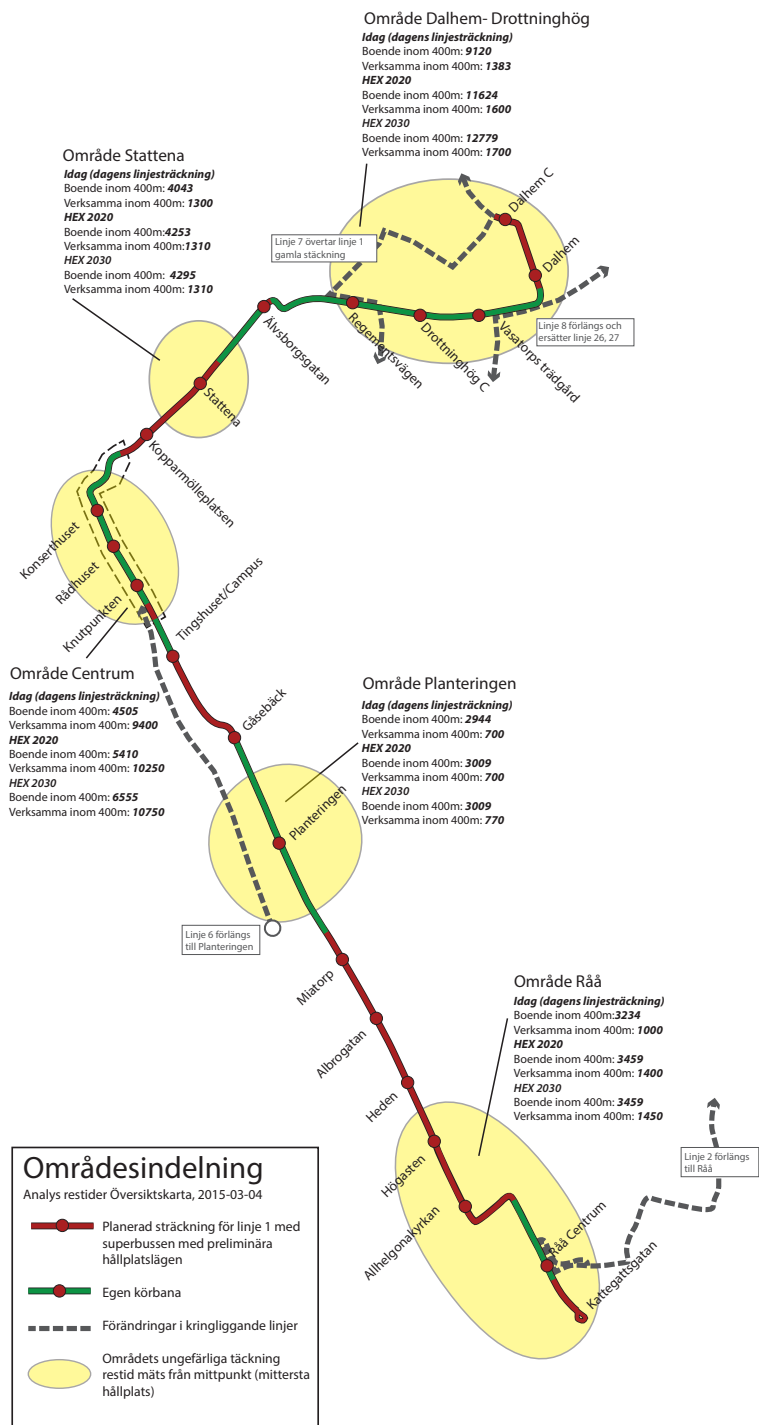 Område Dalhem- Drottninghög
Idag (dagens linjesträckning)
Boende inom 400m: 9120
Verksamma inom 400m: 1383
HEX 2020
Boende inom 400m: 11624
Verksamma inom 400m: 1600
HEX 2030
Boende inom 400m: 12779
Verksamma inom 400m: 1700
Område Stattena
Idag (dagens linjesträckning)
Boende inom 400m: 4043
Verksamma inom 400m: 1300
HEX 2020
Boende inom 400m:4253
Verksamma inom 400m:1310
HEX 2030
Boende inom 400m: 4295
Verksamma inom 400m: 1310
Linje 7 övertar linje 1
gamla stäckning
Dalhem C
Dalhem
Linje 8 förlängs och
ersätter linje 26, 27
Vasatorps trädgård
Drottninghög C
Regementsvägen
Älvsborgsgatan
Stattena
Kopparmölleplatsen
Konserthuset
Rådhuset
Knutpunkten
Tingshuset/Campus
Gåsebäck
Område Centrum
Idag (dagens linjesträckning)
Boende inom 400m: 4505
Verksamma inom 400m: 9400
HEX 2020
Boende inom 400m: 5410
Verksamma inom 400m: 10250
HEX 2030
Boende inom 400m: 6555
Verksamma inom 400m: 10750
Område Planteringen
Idag (dagens linjesträckning)
Boende inom 400m: 2944
Verksamma inom 400m: 700
HEX 2020
Boende inom 400m: 3009
Verksamma inom 400m: 700
HEX 2030
Boende inom 400m: 3009
Verksamma inom 400m: 770
Planteringen
Linje 6 förlängs
till Planteringen
Miatorp
Albrogatan
Heden
Högasten
Allhelgonakyrkan
Råå Centrum
Kattegattsgatan
Område Råå
Idag (dagens linjesträckning)
Boende inom 400m:3234
Verksamma inom 400m: 1000
HEX 2020
Boende inom 400m: 3459
Verksamma inom 400m: 1400
HEX 2030
Boende inom 400m: 3459
Verksamma inom 400m: 1450
Linje 2 förlängs
till Råå
Områdesindelning
Analys restider Översiktskarta, 2015-03-04
Planerad sträckning för linje 1 med
superbussen med preliminära
hållplatslägen
Egen körbana
Förändringar i kringliggande linjer
Områdets ungefärliga täckning
restid mäts från mittpunkt (mittersta
hållplats)